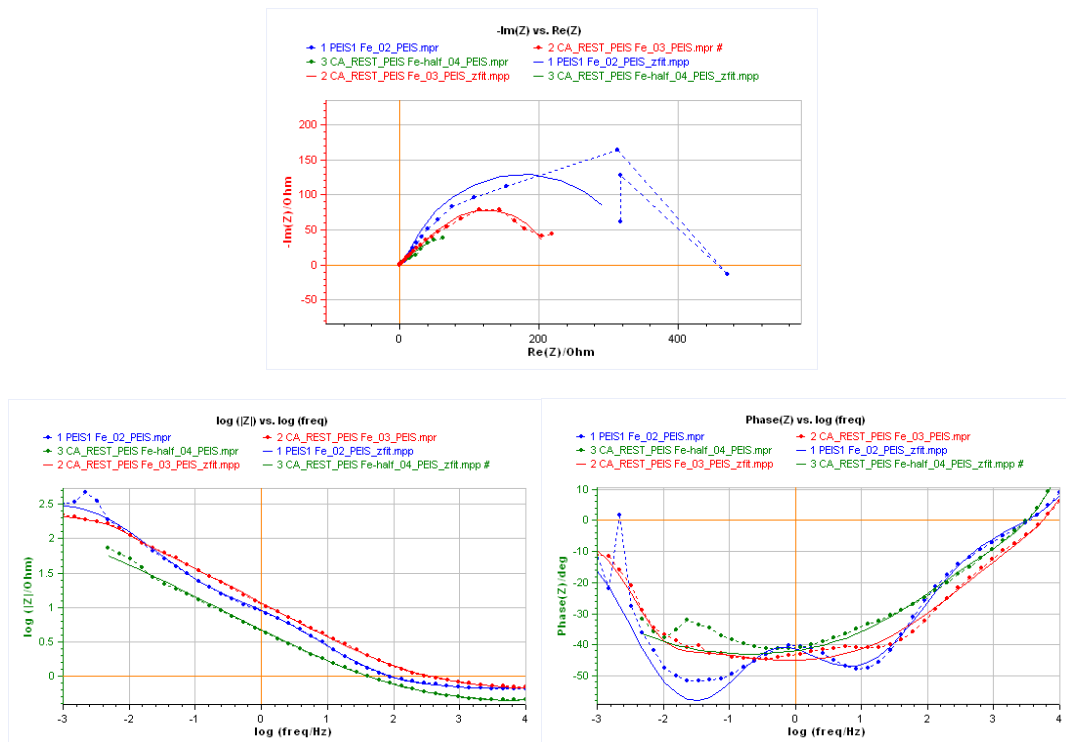 -Im(Z) vs. Re(Z)
1 PEIS1 Fe_02_PEIS.mpr 2 CA_REST_PEIS Fe_03_PEIS.mpr #
3 CA_REST_PEIS Fe-half_04_PEIS.mpr 1 PEIS1 Fe_02_PEIS_zfit.mpp
2 CA_REST_PEIS Fe_03_PEIS_zfit.mpp 3 CA_REST_PEIS Fe-half_04_PEIS_zfit.mpp
-Im(Z)/Ohm
200
150
100
50
0
-50
0 200 400
Re(Z)/Ohm
log (|Z|) vs. log (freq)
1 PEIS1 Fe_02_PEIS.mpr 2 CA_REST_PEIS Fe_03_PEIS.mpr
3 CA_REST_PEIS Fe-half_04_PEIS.mpr 1 PEIS1 Fe_02_PEIS_zfit.mpp
2 CA_REST_PEIS Fe_03_PEIS_zfit.mpp 3 CA_REST_PEIS Fe-half_04_PEIS_zfit.mpp #
log (|Z|/Ohm)
2.5
2
1.5
1
0.5
0
-3 -2 -1 0 1 2 3 4
log (freq/Hz)
Phase(Z) vs. log (freq)
1 PEIS1 Fe_02_PEIS.mpr 2 CA_REST_PEIS Fe_03_PEIS.mpr
3 CA_REST_PEIS Fe-half_04_PEIS.mpr 1 PEIS1 Fe_02_PEIS_zfit.mpp
2 CA_REST_PEIS Fe_03_PEIS_zfit.mpp 3 CA_REST_PEIS Fe-half_04_PEIS_zfit.mpp #
Phase(Z)/deg
10
0
-10
-20
-30
-40
-50
-3 -2 -1 0 1 2 3 4
log (freq/Hz)